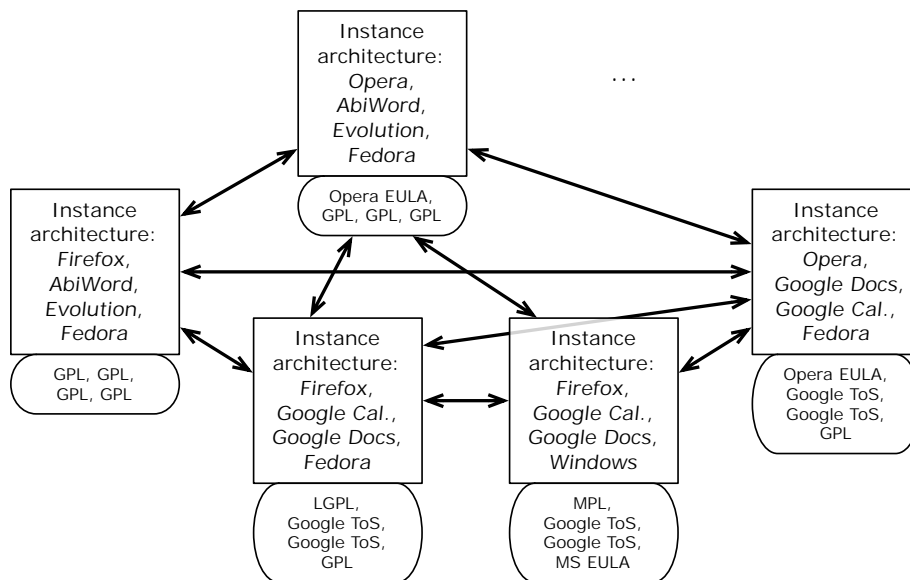 Instance
architecture:
Opera,
AbiWord,
Evolution,
Fedora
...
Opera EULA,
GPL, GPL, GPL
Instance
architecture:
Firefox,
AbiWord,
Evolution,
Fedora
GPL, GPL,
GPL, GPL
Instance
architecture:
Opera,
Google Docs,
Google Cal.,
Fedora
Opera EULA,
Google ToS,
Google ToS,
GPL
Instance
architecture:
Firefox,
Google Cal.,
Google Docs,
Fedora
LGPL,
Google ToS,
Google ToS,
GPL
Instance
architecture:
Firefox,
Google Cal.,
Google Docs,
Windows
MPL,
Google ToS,
Google ToS,
MS EULA